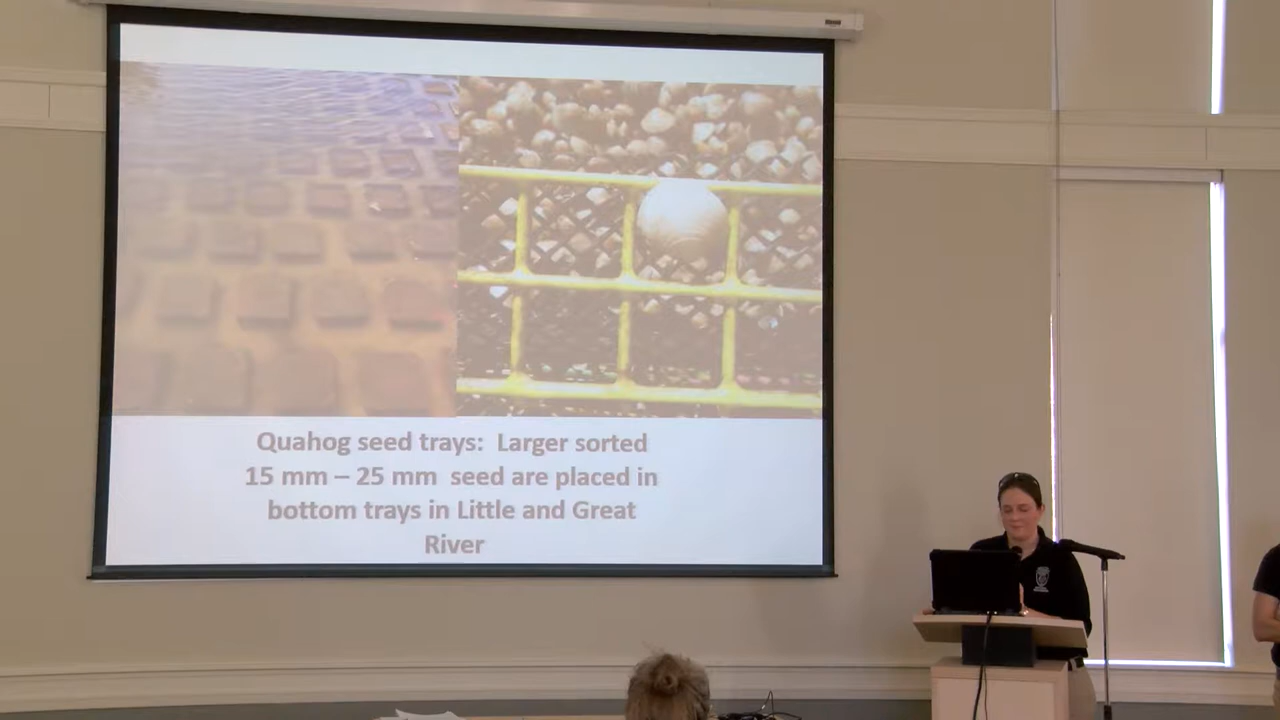 Quahog seed trays:  Larger sorted
15 mm – 25 mm  seed are placed in
bottom trays in Little and Great
River